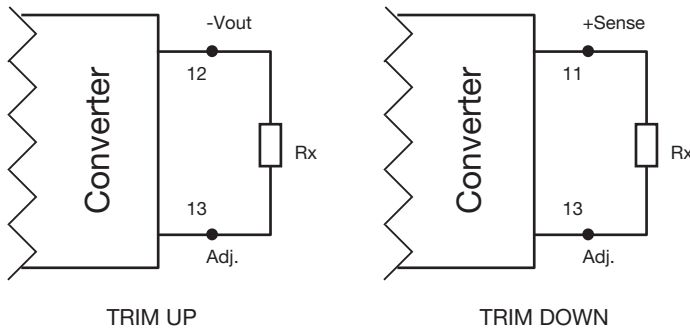 -Vout
12
Converter
Rx
13
Adj.
TRIM UP
+Sense
11
Converter
Rx
13
Adj.
TRIM DOWN